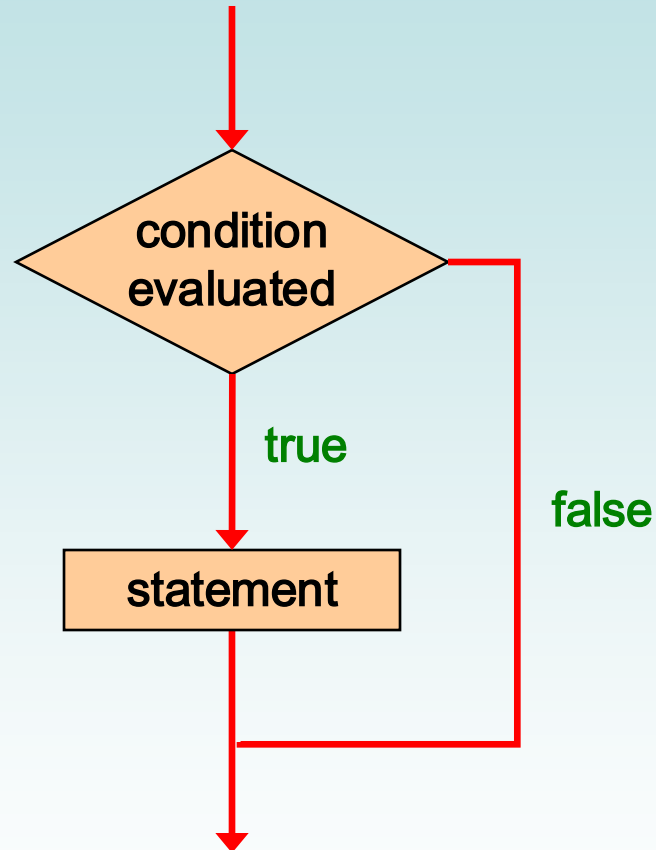 condition
evaluated
true
false
statement